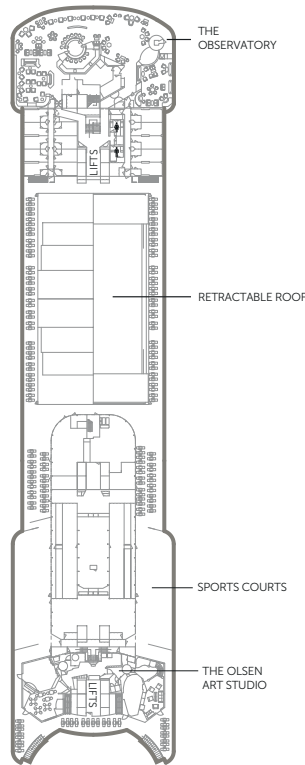 THE
OBSERVATORY
LIFTS
RETRACTABLE ROOF
SPORTS COURTS
THE OLSEN
ART STUDIO
LIFTS